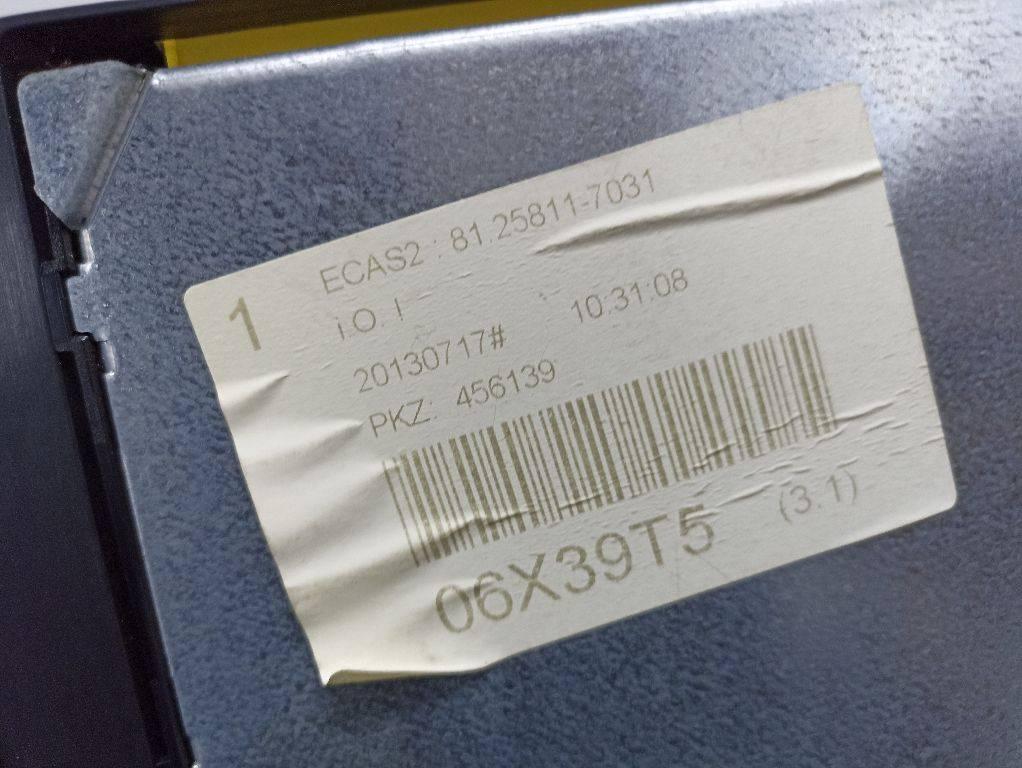 1
ECAS2 : 81.25811-7031
i.O. !
20130717# 10:31:08
PKZ: 456139
06X39T5 (3.1)